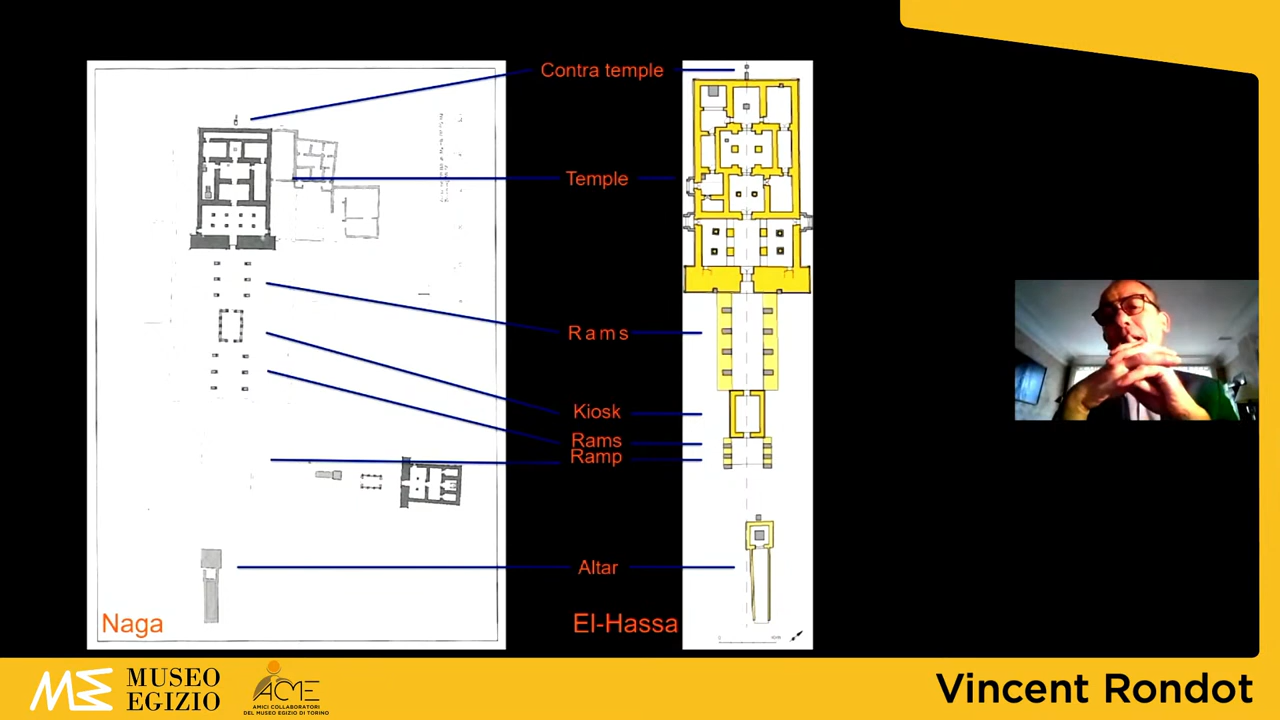 Contra temple
Temple
Rams
Kiosk
Rams
Ramp
Altar
Naga
El-Hassa
MUSEO
EGIZIO
ACME
AMICI COLLABORATORI
DEL MUSEO EGIZIO DI TORINO
Vincent Rondot